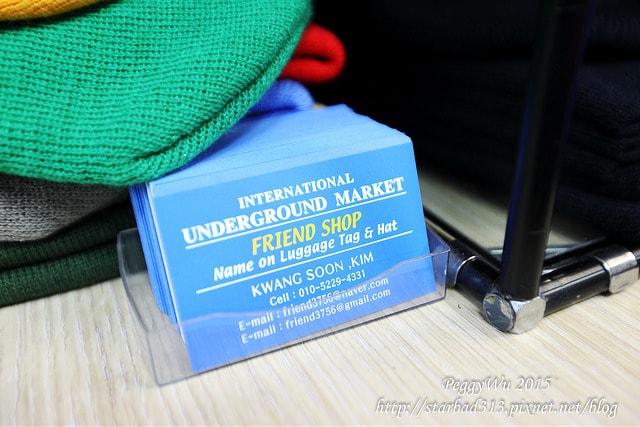 INTERNATIONAL
UNDERGROUND MARKET
FRIEND SHOP
Name on Luggage Tag & Hat
KWANG SOON ,KIM
Cell : 010-5229-4331
E-mail : friend3756@naver.com
E-mail : friend3756@gmail.com
PeggyWu 2015
http://starbad313.pixnet.net/blog